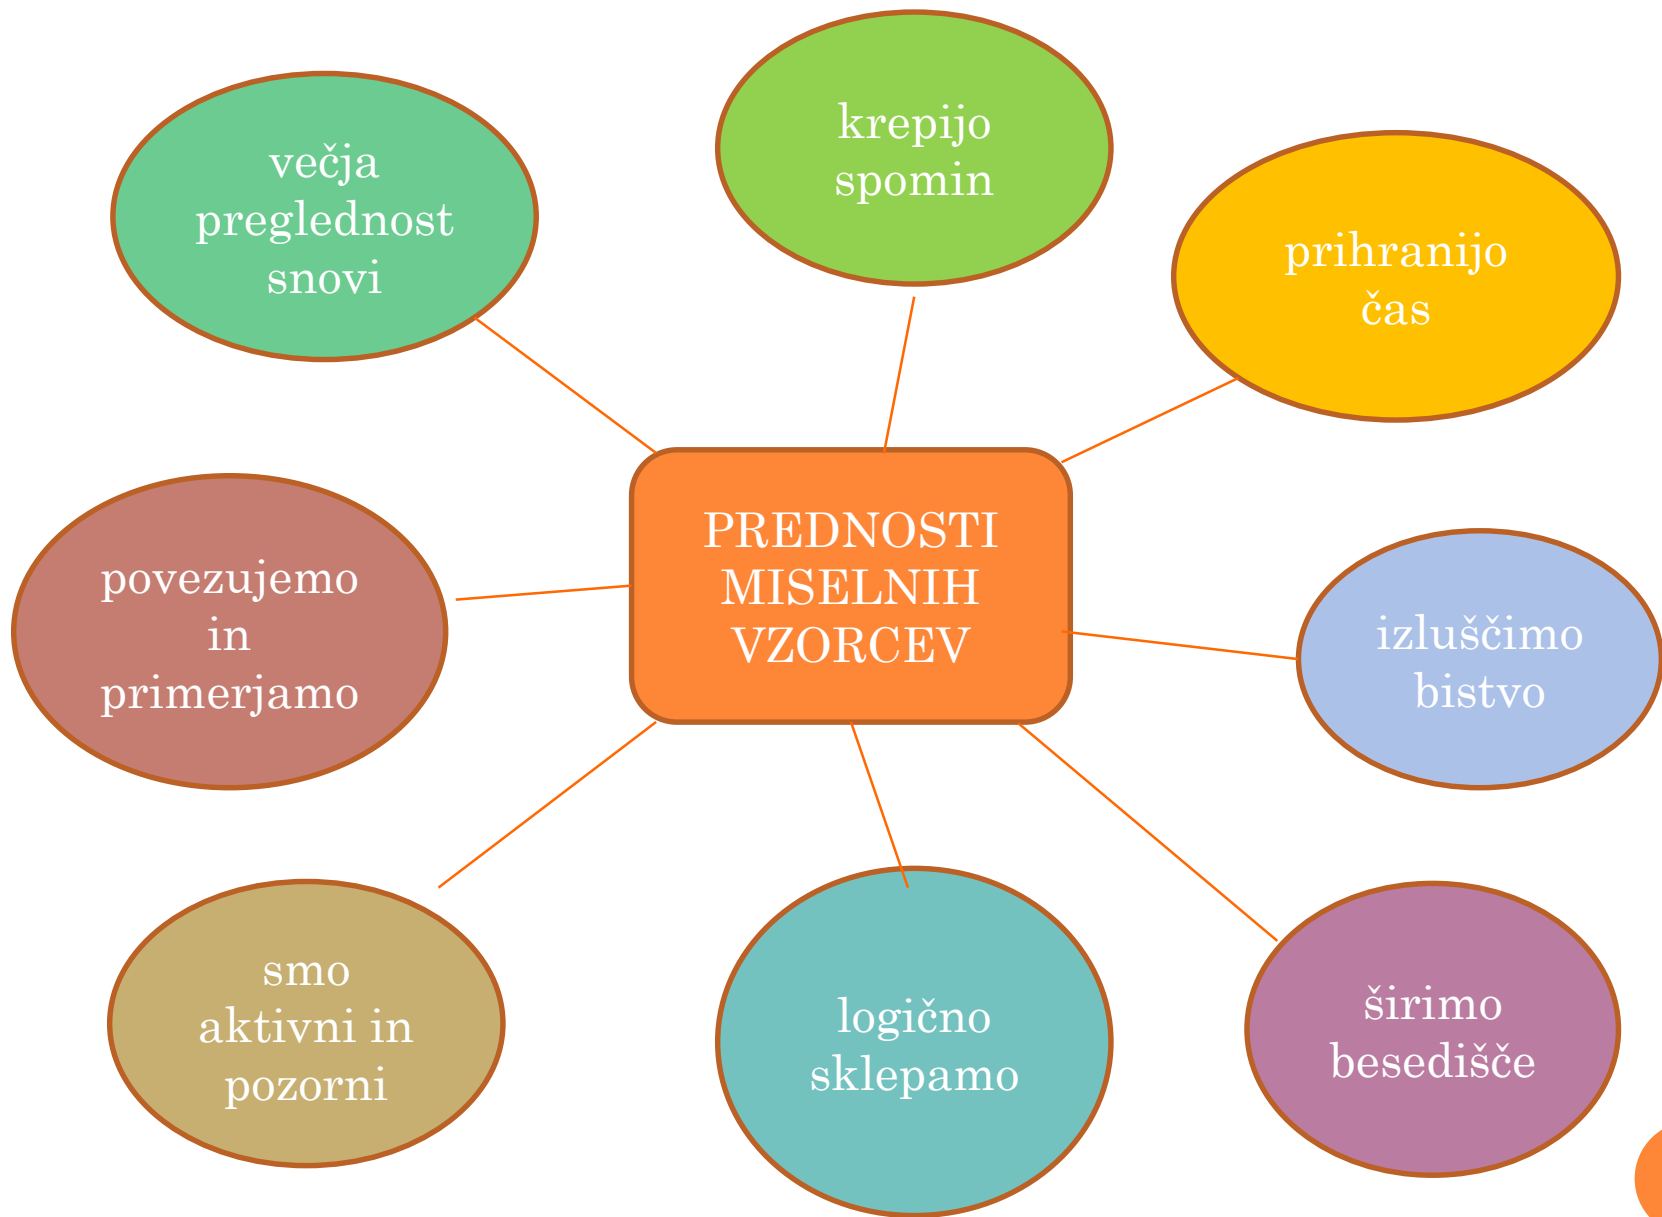 krepijo
spomin
večja
preglednost
snovi
prihranijo
čas
PREDNOSTI
MISELNIH
VZORCEV
povezujemo
in
primerjamo
izluščimo
bistvo
smo
aktivni in
pozorni
logično
sklepamo
širimo
besedišče